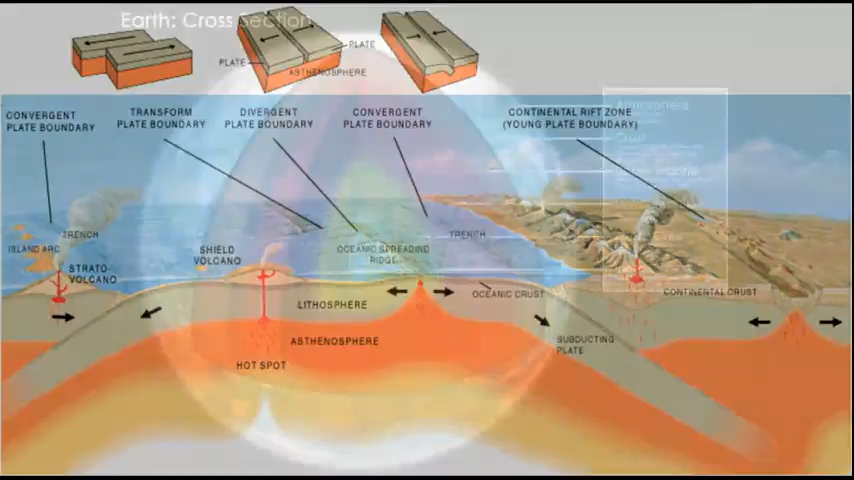 Earth: Cross Section
PLATE
PLATE
ASTHENOSPHERE
CONVERGENT
PLATE BOUNDARY
TRANSFORM
PLATE BOUNDARY
DIVERGENT
PLATE BOUNDARY
CONVERGENT
PLATE BOUNDARY
CONTINENTAL RIFT ZONE
(YOUNG PLATE BOUNDARY)
Atmosphere
Crust
TRENCH
ISLAND ARC
STRATO-
VOLCANO
SHIELD
VOLCANO
OCEANIC SPREADING
RIDGE
TRENCH
LITHOSPHERE
OCEANIC CRUST
CONTINENTAL CRUST
ASTHENOSPHERE
SUBDUCTING
PLATE
HOT SPOT